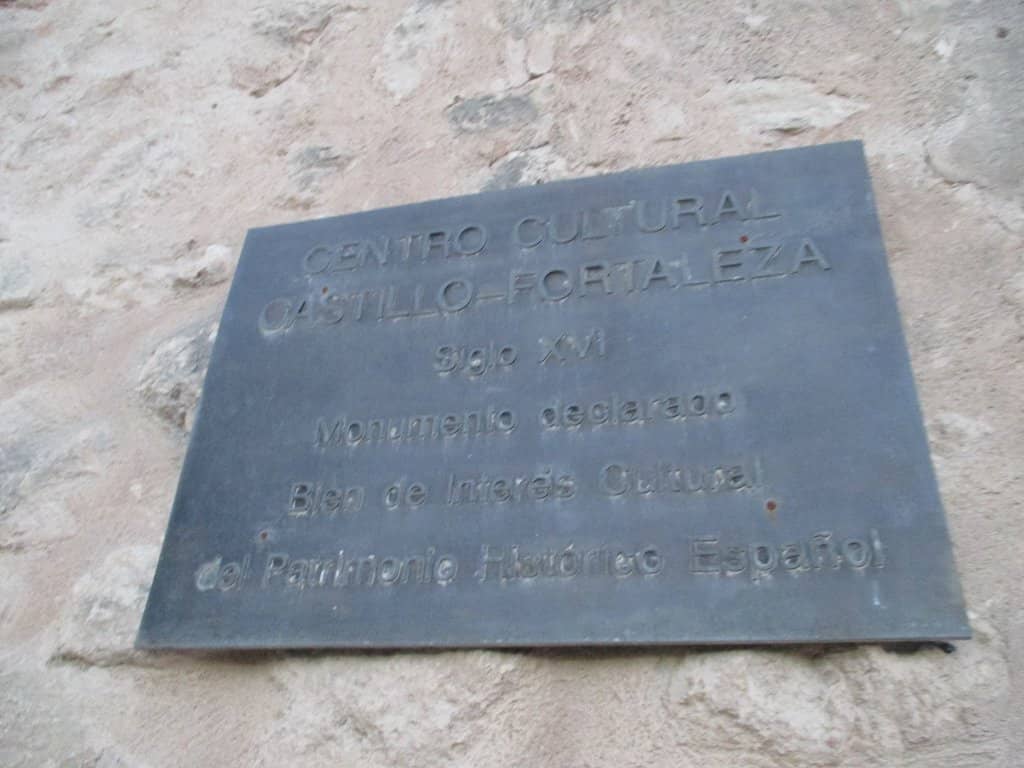 CENTRO CULTURAL
CASTILLO-FORTALEZA
Siglo XVI
Monumento declarado
Bien de Interés Cultural
del Patrimonio Histórico Español